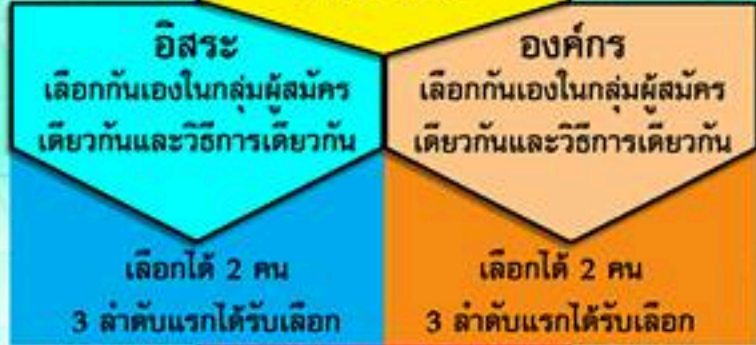 อิสระ
เลือกกันเองในกลุ่มผู้สมัคร
เดียวกันและวิธีการเดียวกัน
เลือกได้ 2 คน
3 ลำดับแรกได้รับเลือก
องค์กร
เลือกกันเองในกลุ่มผู้สมัคร
เดียวกันและวิธีการเดียวกัน
เลือกได้ 2 คน
3 ลำดับแรกได้รับเลือก